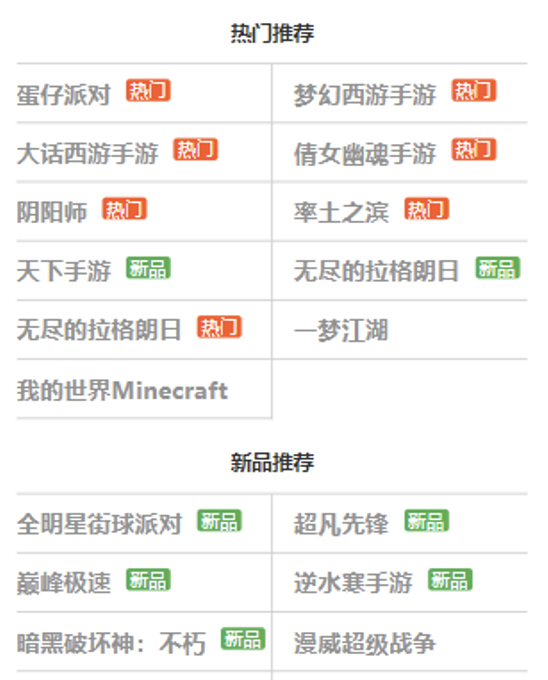 热门推荐
蛋仔派对 热门 梦幻西游手游 热门
大话西游手游 热门 倩女幽魂手游 热门
阴阳师 热门 率土之滨 热门
天下手游 新品 无尽的拉格朗日 新品
无尽的拉格朗日 热门 一梦江湖
我的世界Minecraft
新品推荐
全明星街球派对 新品 超凡先锋 新品
巅峰极速 新品 逆水寒手游 新品
暗黑破坏神：不朽 新品 漫威超级战争